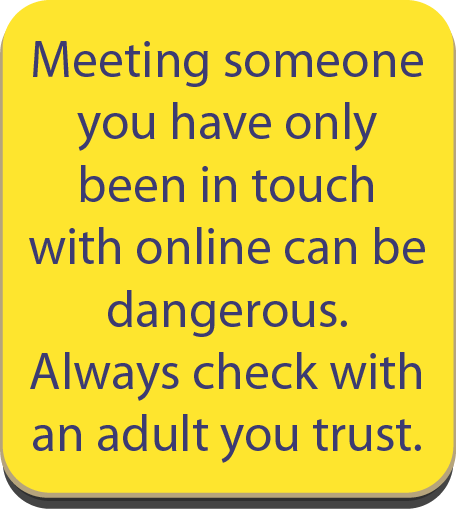 Meeting someone
you have only
been in touch
with online can be
dangerous.
Always check with
an adult you trust.